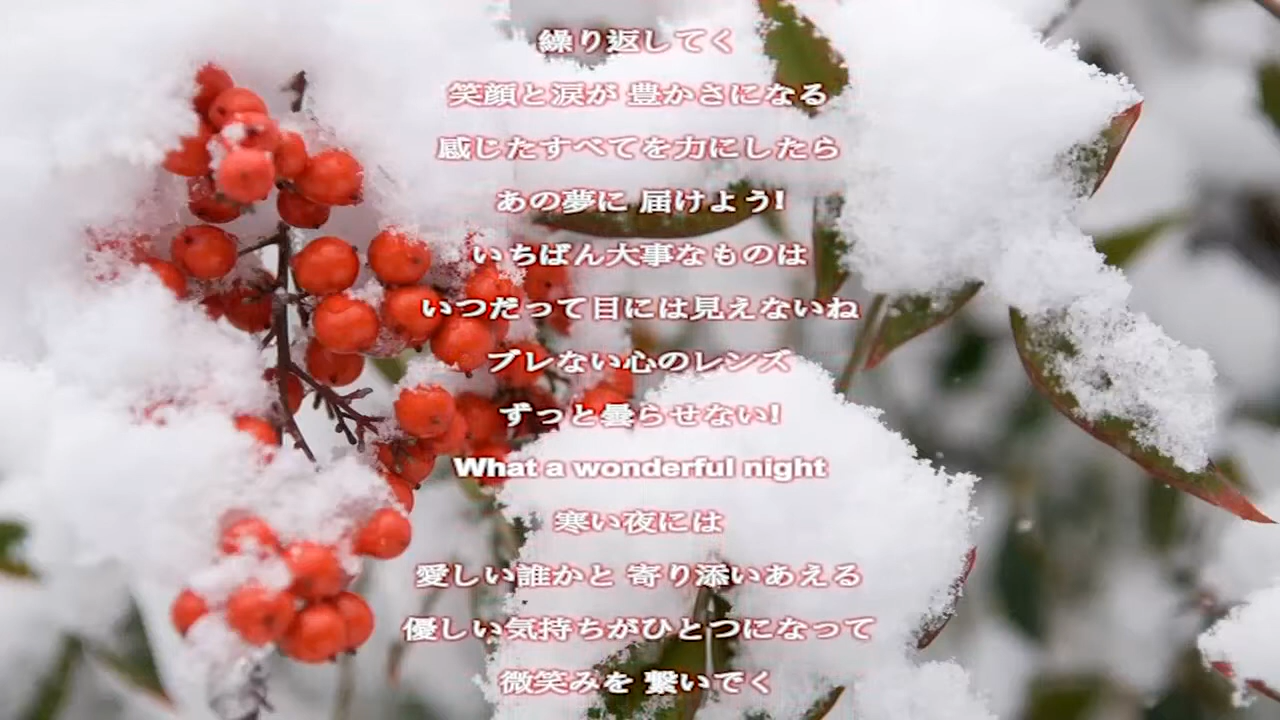 繰り返してく
笑顔と涙が 豊かさになる
感じたすべてを力にしたら
あの夢に 届けよう!
いちばん大事なものは
いつだって目には見えないね
ブレない心のレンズ
ずっと曇らせない!
What a wonderful night
寒い夜には
愛しい誰かと 寄り添いあえる
優しい気持ちがひとつになって
微笑みを 繋いでく